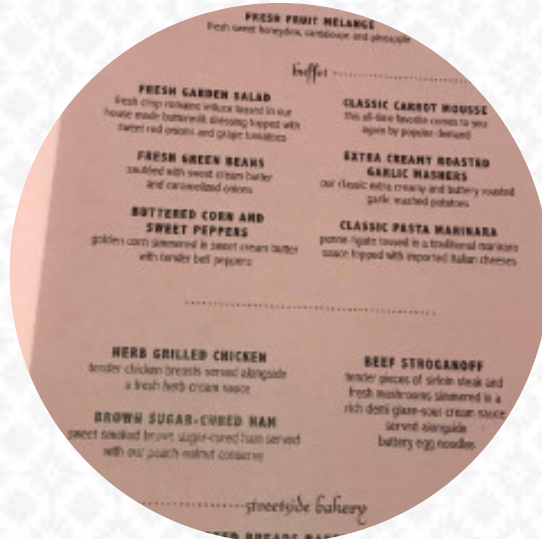 FRESH FRUIT MELANGE
fresh sweet honeydew, cantaloupe and pineapple
buffet
FRESH GARDEN SALAD
fresh crisp romaine lettuce tossed in our
house made buttermilk dressing topped with
sweet red onions and grape tomatoes
FRESH GREEN BEANS
sautéed with sweet cream butter
and caramelized onions
BUTTERED CORN AND
SWEET PEPPERS
golden corn simmered in sweet cream butter
with tender bell peppers
CLASSIC CARROT MOUSSE
this all-time favorite comes to you
again by popular demand
EXTRA CREAMY ROASTED
GARLIC MASHERS
our classic extra creamy and buttery roasted
garlic mashed potatoes
CLASSIC PASTA MARINARA
penne rigate tossed in a traditional marinara
sauce topped with imported Italian cheeses
HERB GRILLED CHICKEN
tender chicken breasts served alongside
a fresh herb cream sauce
BROWN SUGAR-CURED HAM
sweet smoked brown sugar-cured ham served
with our peach-walnut conserve
BEEF STROGANOFF
tender pieces of sirloin steak and
fresh mushrooms simmered in a
rich demi glaze-sour cream sauce
served alongside
buttery egg noodles
streetside bakery
BREADS